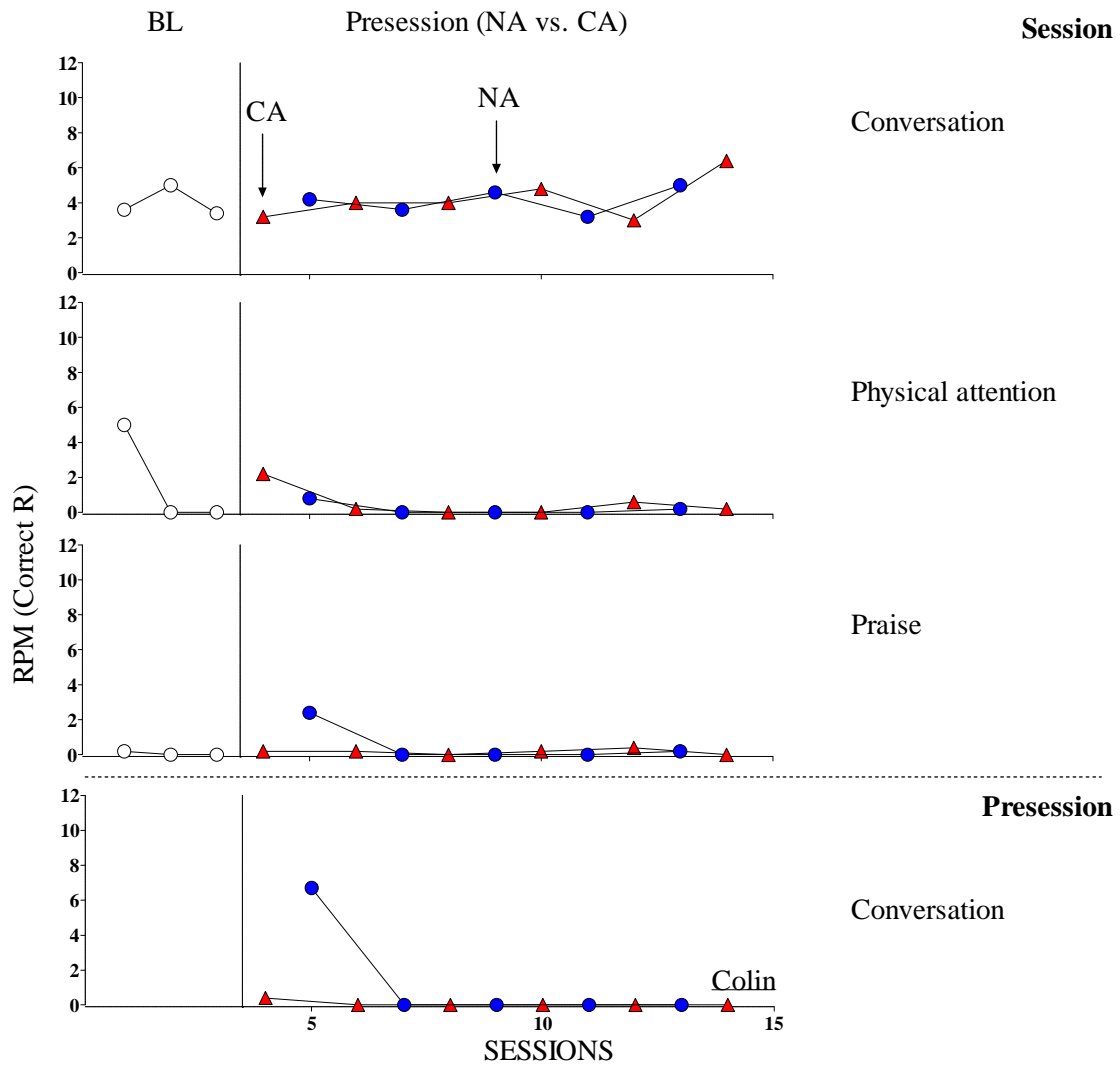 BL Presession (NA vs. CA) Session
12
10
8
6
4
2
0
CA
NA
Conversation
12
10
8
6
4
2
0
Physical attention
12
10
8
6
4
2
0
Praise
RPM (Correct R)
Presession
12
10
8
6
4
2
0
Conversation
Colin
5 10 15
SESSIONS